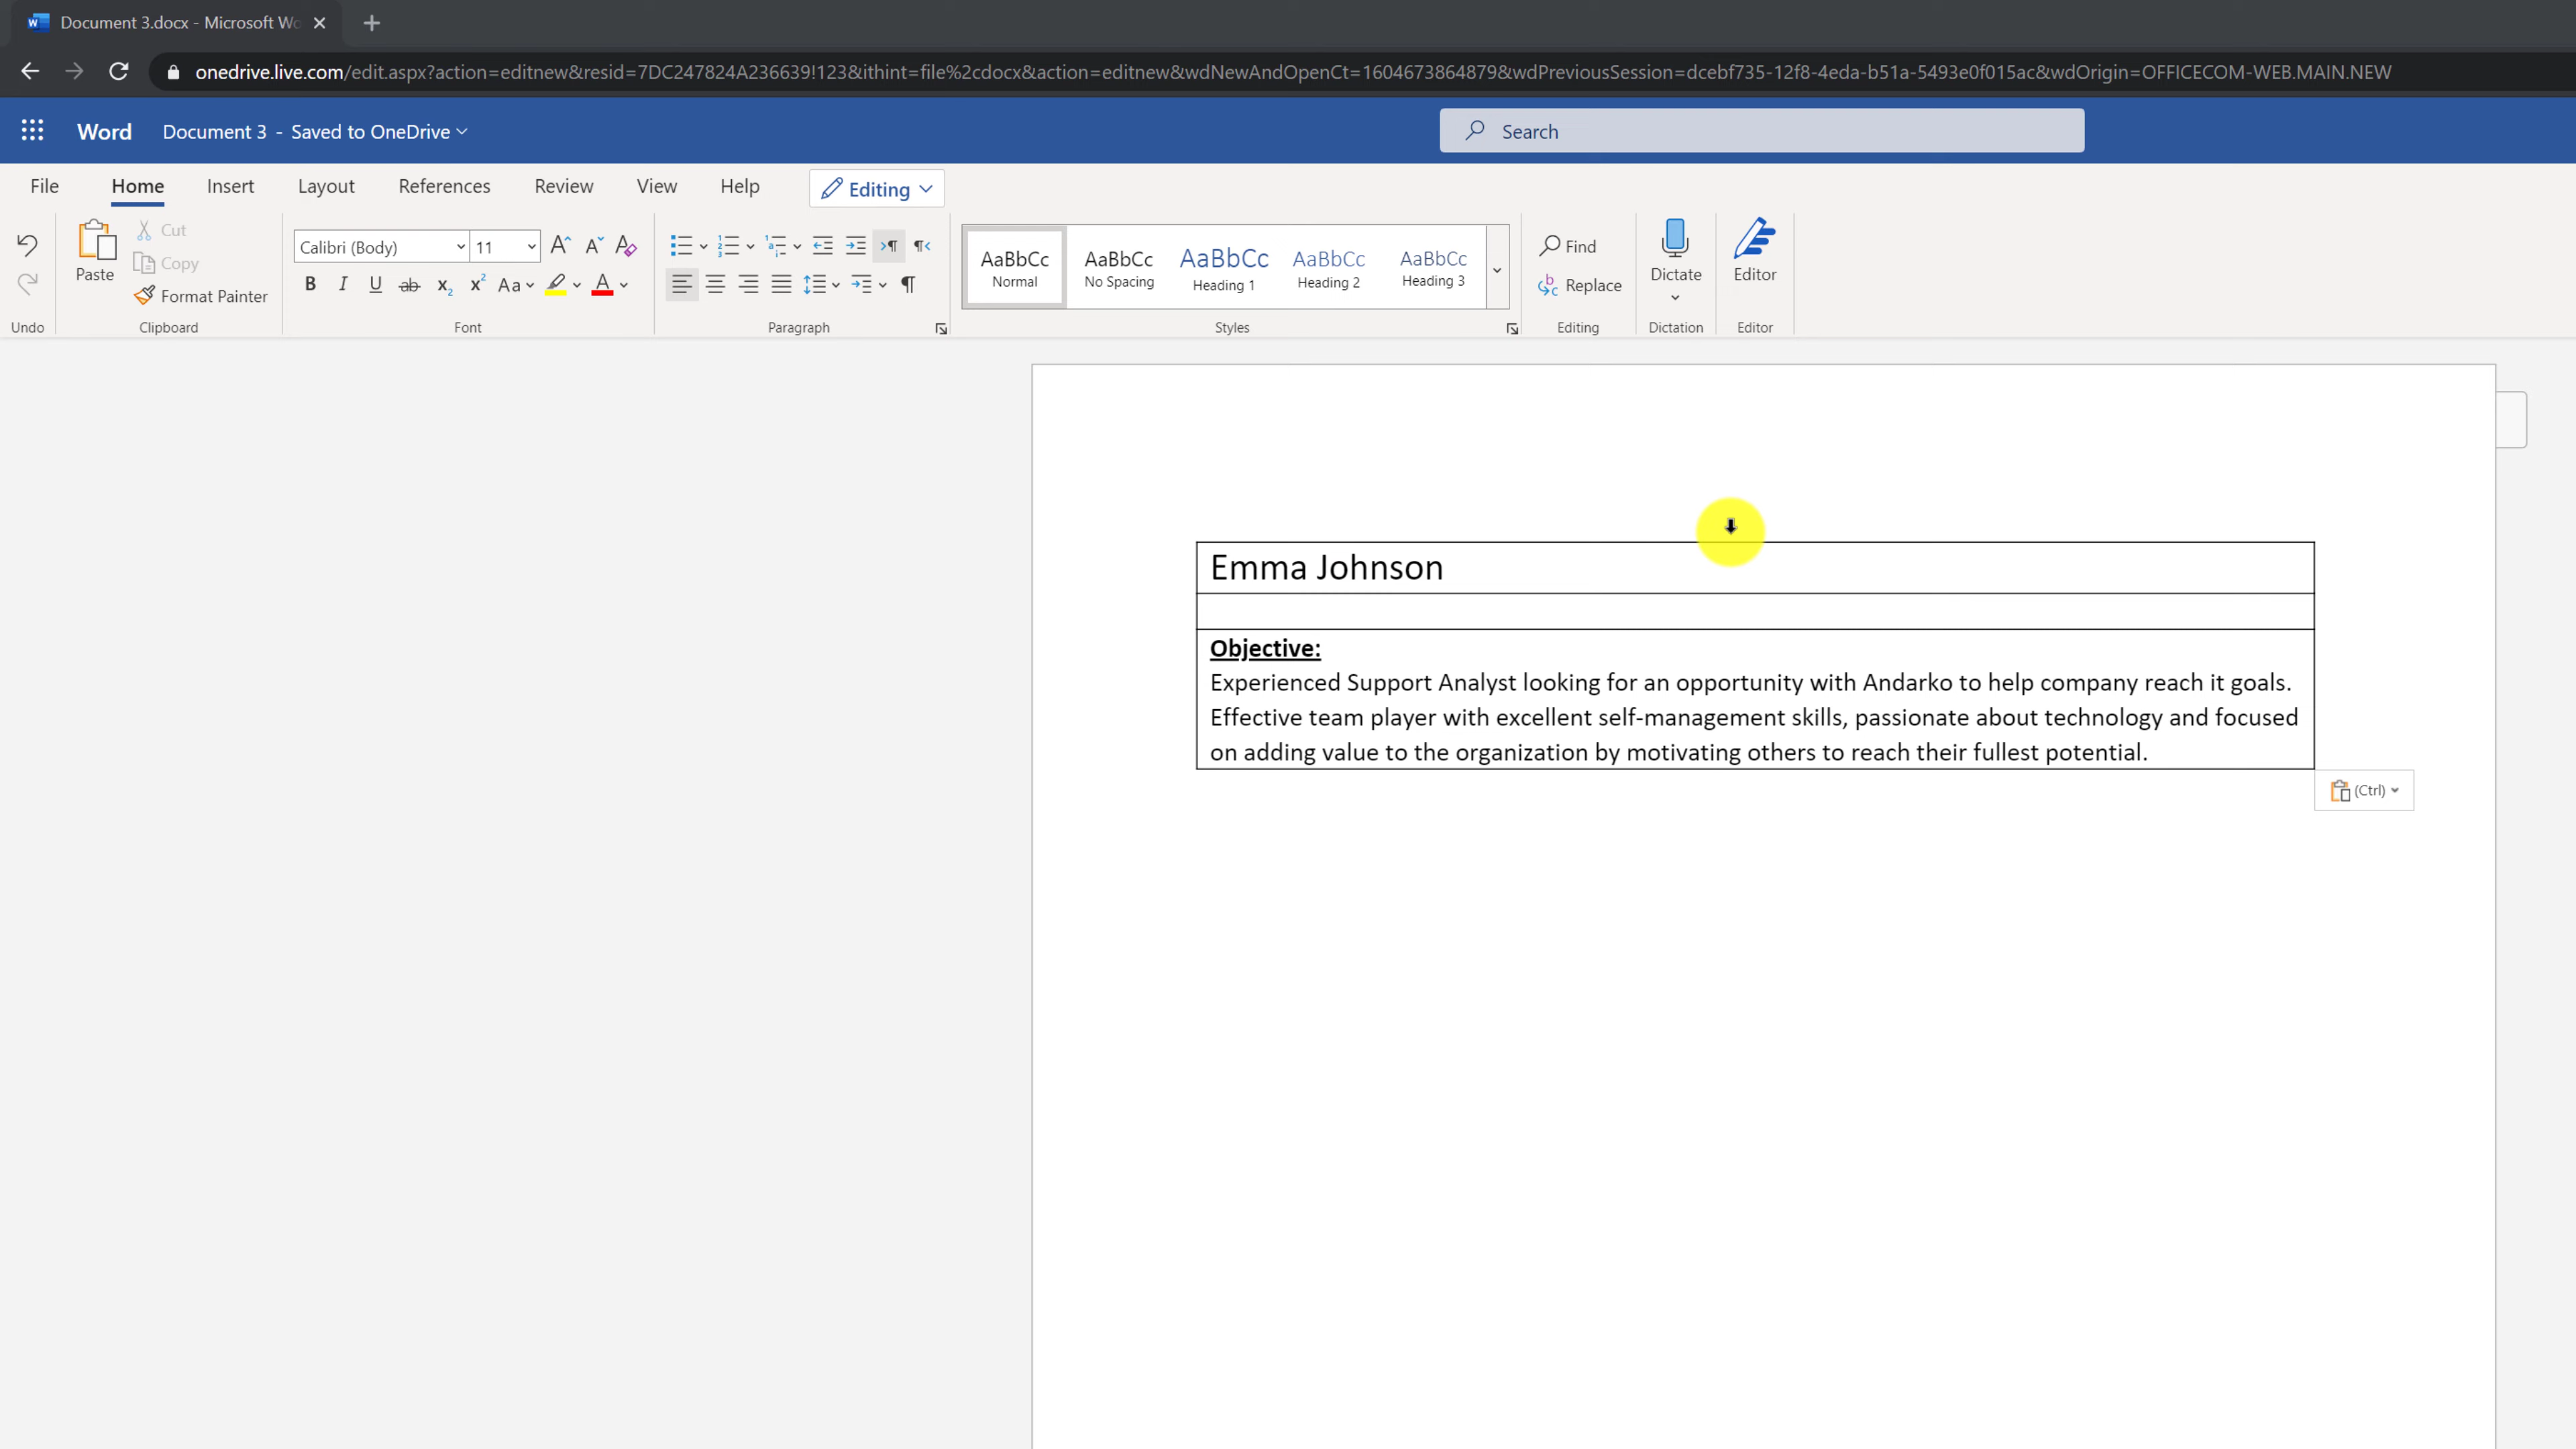 Document 3.docx - Microsoft Wo
onedrive.live.com/edit.aspx?action=editnew&resid=7DC247824A236639!123&ithint=file%2cdocx&action=editnew&wdNewAndOpenCt=1604673864879&wdPreviousSession=dcebf735-12f8-4eda-b51a-5493e0f015ac&wdOrigin=OFFICECOM-WEB.MAIN.NEW
Word Document 3 - Saved to OneDrive Search
File Home Insert Layout References Review View Help Editing
Paste Cut Copy Format Painter
Calibri (Body) 11
B I U ab x2 x2 Aa A
AaBbCc AaBbCc AaBbCc AaBbCc AaBbCc
Normal No Spacing Heading 1 Heading 2 Heading 3
Find Replace
Dictate Editor
Undo Clipboard Font Paragraph Styles Editing Dictation Editor
Emma Johnson
Objective:
Experienced Support Analyst looking for an opportunity with Andarko to help company reach it goals.
Effective team player with excellent self-management skills, passionate about technology and focused
on adding value to the organization by motivating others to reach their fullest potential.
(Ctrl)